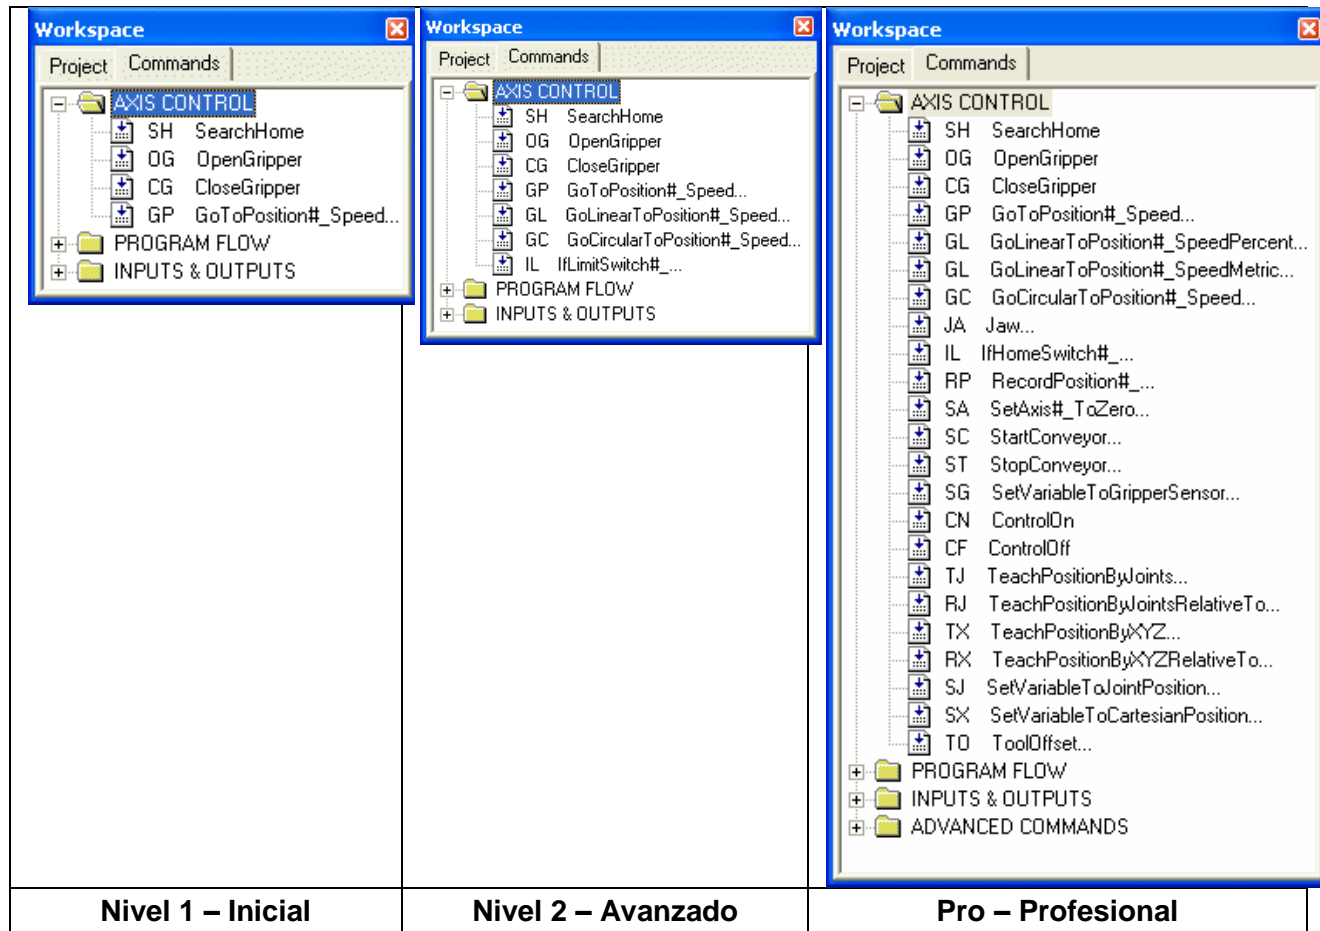 Workspace
Project Commands
AXIS CONTROL
SH SearchHome
OG OpenGripper
CG CloseGripper
GP GoToPosition#_Speed...
PROGRAM FLOW
INPUTS & OUTPUTS
Nivel 1 – Inicial
Workspace
Project Commands
AXIS CONTROL
SH SearchHome
OG OpenGripper
CG CloseGripper
GP GoToPosition#_Speed...
GL GoLinearToPosition#_Speed...
GC GoCircularToPosition#_Speed...
IL IfLimitSwitch#_...
PROGRAM FLOW
INPUTS & OUTPUTS
Nivel 2 – Avanzado
Workspace
Project Commands
AXIS CONTROL
SH SearchHome
OG OpenGripper
CG CloseGripper
GP GoToPosition#_Speed...
GL GoLinearToPosition#_SpeedPercent...
GL GoLinearToPosition#_SpeedMetric...
GC GoCircularToPosition#_Speed...
JA Jaw...
IL IfHomeSwitch#_...
RP RecordPosition#_...
SA SetAxis#_ToZero...
SC StartConveyor...
ST StopConveyor...
SG SetVariableToGripperSensor...
CN ControlOn
CF ControlOff
TJ TeachPositionByJoints...
RJ TeachPositionByJointsRelativeTo...
TX TeachPositionByXYZ...
RX TeachPositionByXYZRelativeTo...
SJ SetVariableToJointPosition...
SX SetVariableToCartesianPosition...
TO ToolOffset...
PROGRAM FLOW
INPUTS & OUTPUTS
ADVANCED COMMANDS
Pro – Profesional